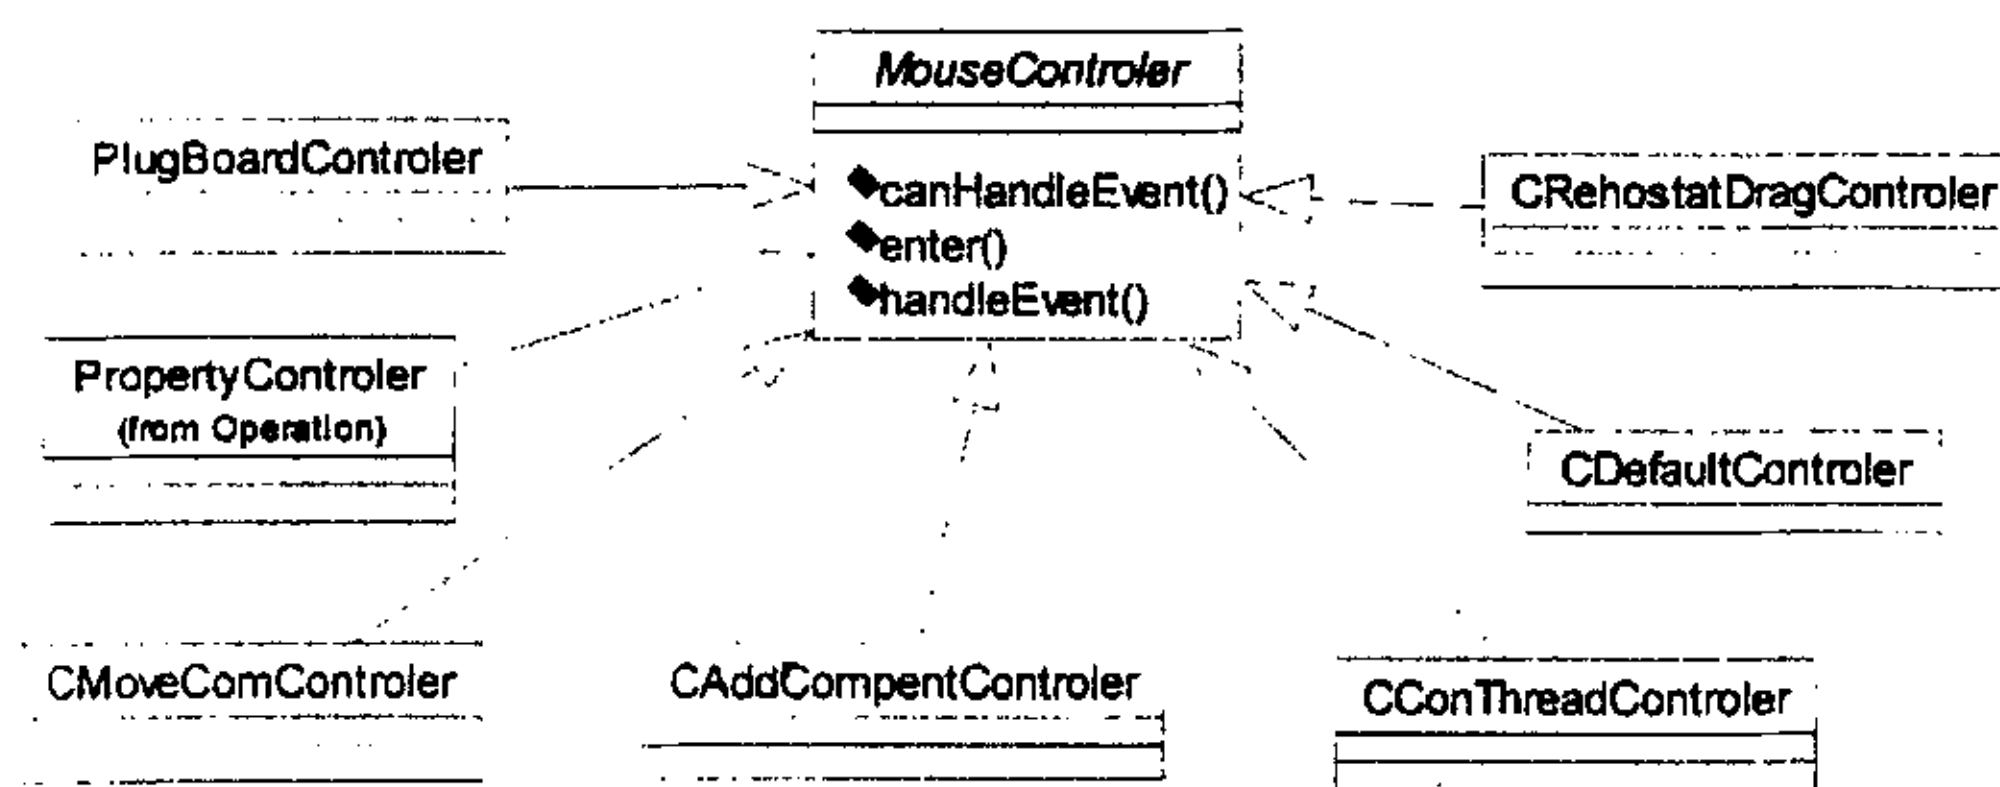 MouseControler
canHandleEvent()
enter()
handleEvent()
PlugBoardControler
CRehostatDragControler
PropertyControler
(from Operation)
CDefaultControler
CMoveComControler
CAddCompentControler
CConThreadControler